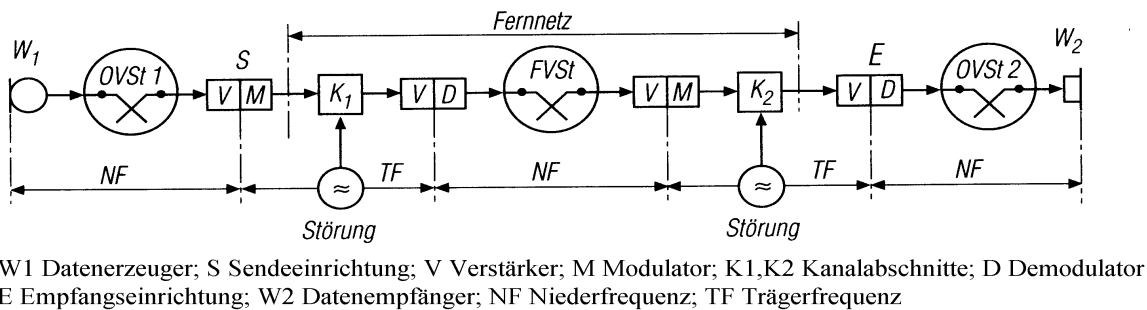 Fernnetz
W1 OVSt 1 S V M K1 V D FVSt V M K2 E V D OVSt 2 W2
NF TF NF TF NF
≈ ≈
Störung Störung
W1 Datenerzeuger; S Sendeeinrichtung; V Verstärker; M Modulator; K1,K2 Kanalabschnitte; D Demodulator
E Empfangseinrichtung; W2 Datenempfänger; NF Niederfrequenz; TF Trägerfrequenz